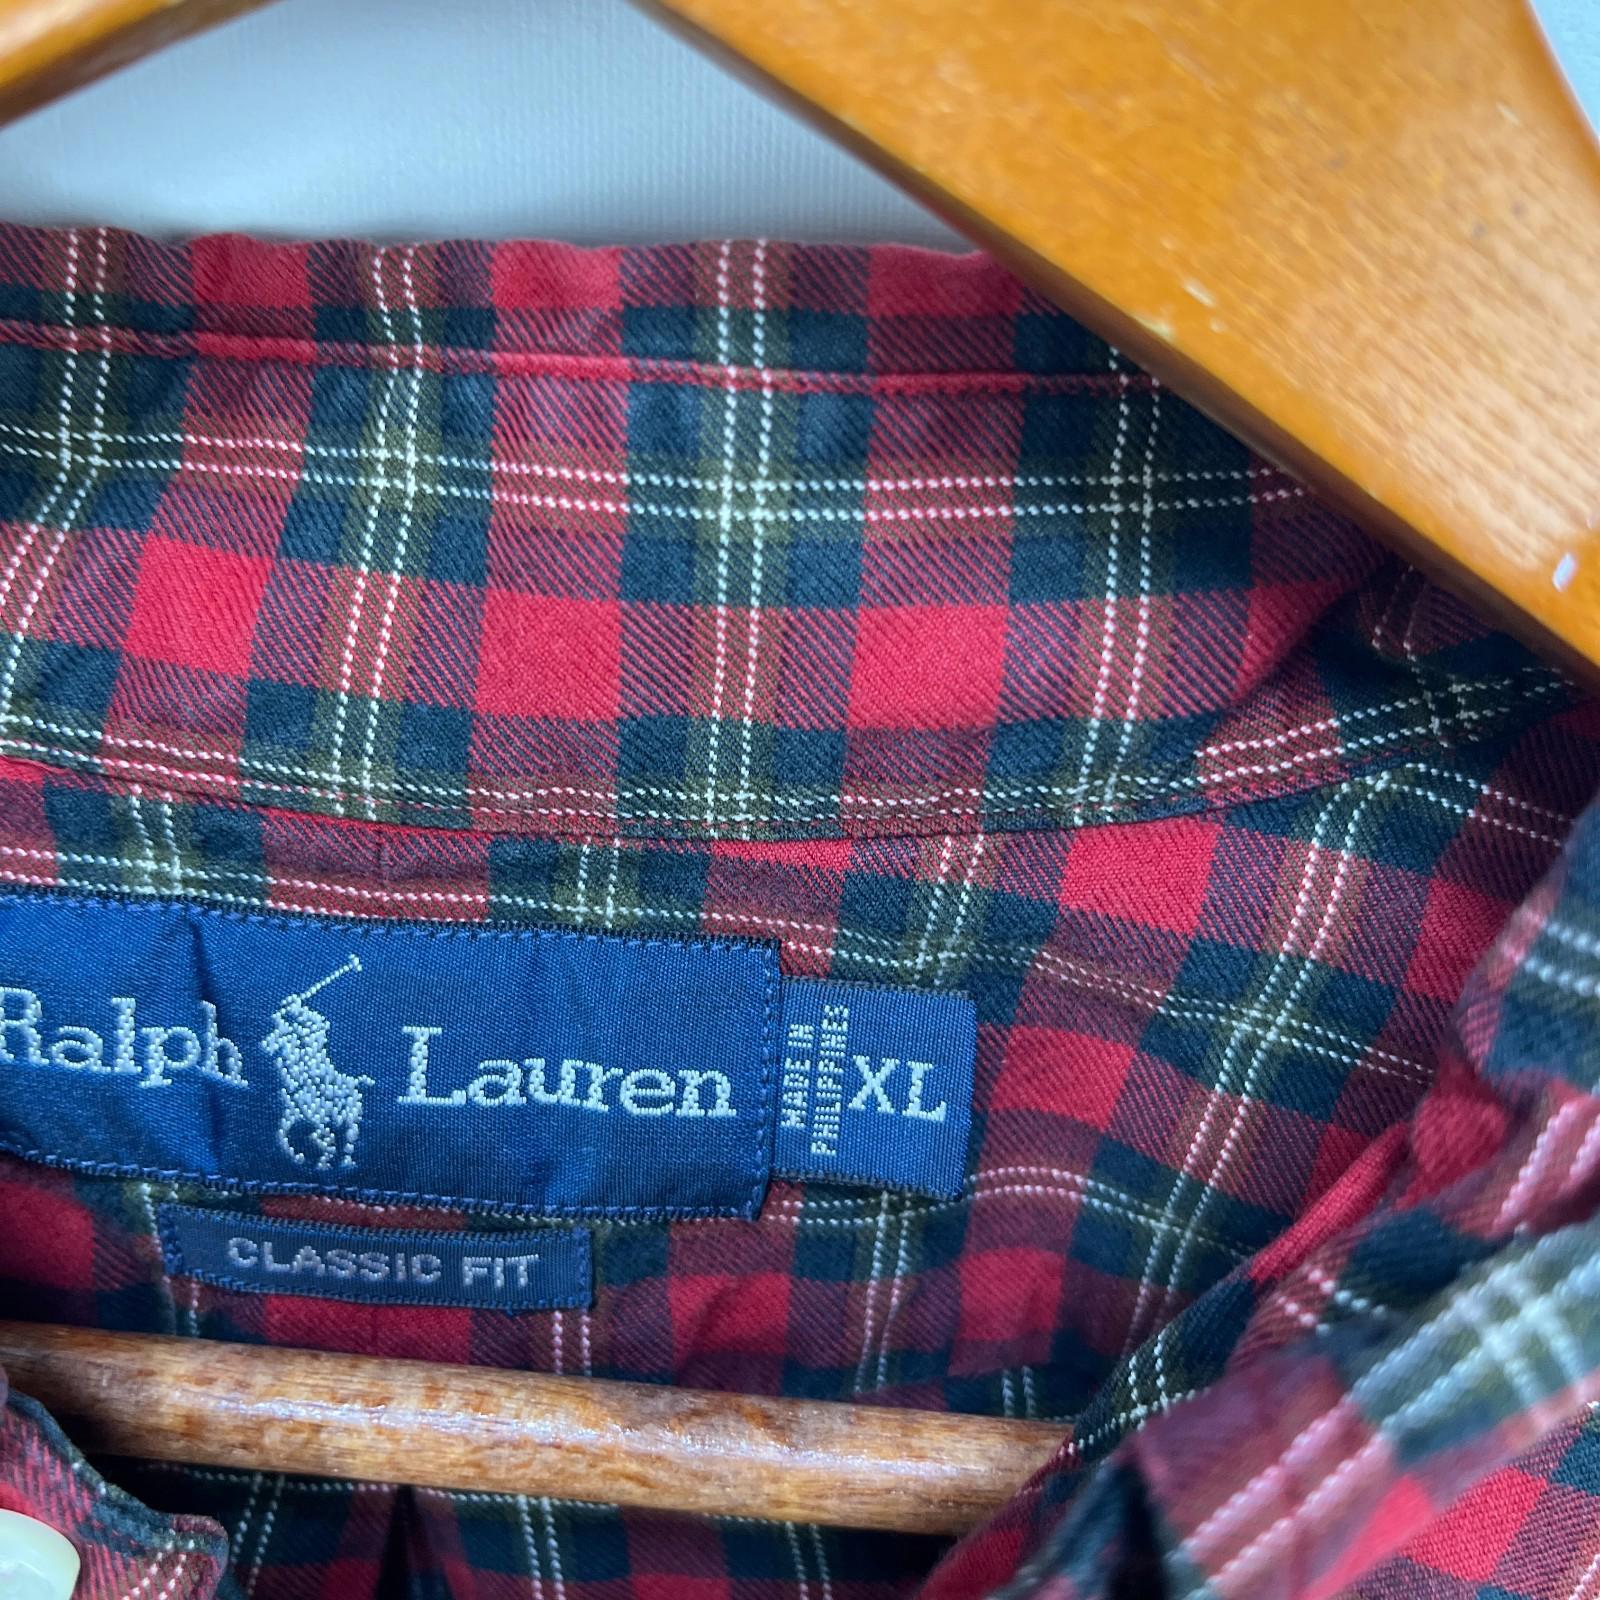 Ralph Lauren
MADE IN
PHILIPPINES
XL
CLASSIC FIT